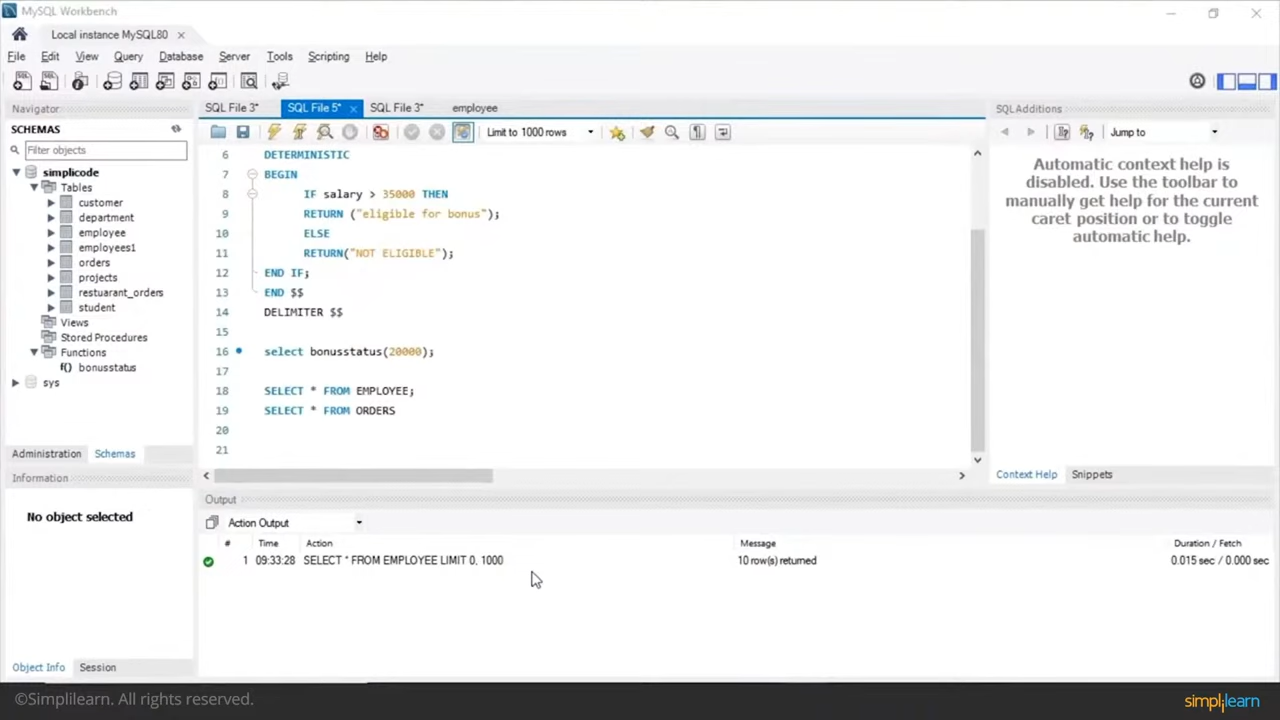 MySQL Workbench
Local instance MySQL80
File Edit View Query Database Server Tools Scripting Help
Navigator
SCHEMAS
Filter objects
simplicode
Tables
customer
department
employee
employees1
orders
projects
restuarant_orders
student
Views
Stored Procedures
Functions
f() bonusstatus
sys
Administration Schemas
Information
No object selected
Object Info Session
SQL File 3* SQL File 5* SQL File 3* employee
Limit to 1000 rows
6 DETERMINISTIC
7 BEGIN
8 IF salary > 35000 THEN
9 RETURN ("eligible for bonus");
10 ELSE
11 RETURN("NOT ELIGIBLE");
12 END IF;
13 END $$
14 DELIMITER $$
15
16 select bonusstatus(20000);
17
18 SELECT * FROM EMPLOYEE;
19 SELECT * FROM ORDERS
20
21
SQL Additions
Jump to
Automatic context help is
disabled. Use the toolbar to
manually get help for the current
caret position or to toggle
automatic help.
Context Help Snippets
Output
Action Output
# Time Action Message Duration / Fetch
1 09:33:28 SELECT * FROM EMPLOYEE LIMIT 0, 1000 10 row(s) returned 0.015 sec / 0.000 sec
©Simplilearn. All rights reserved.
simplilearn